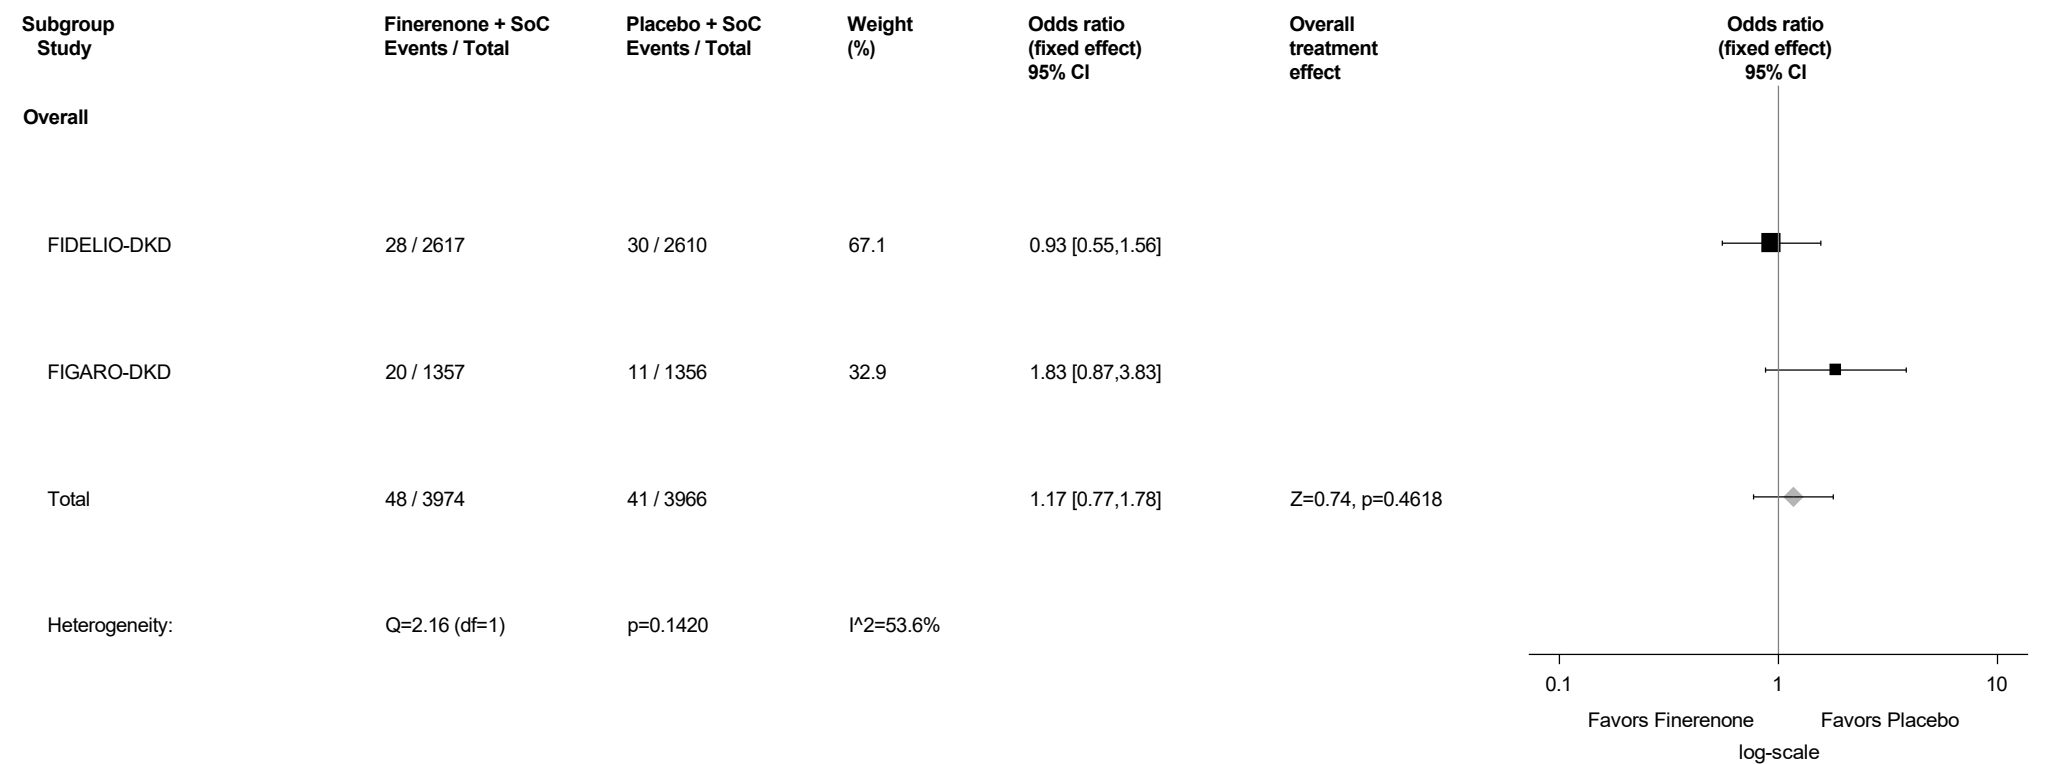 Subgroup Finerenone + SoC Placebo + SoC Weight Odds ratio Overall Odds ratio
Study Events / Total Events / Total (%) (fixed effect) treatment (fixed effect)
95% CI effect 95% CI
Overall
FIDELIO-DKD 28 / 2617 30 / 2610 67.1 0.93 [0.55,1.56]
FIGARO-DKD 20 / 1357 11 / 1356 32.9 1.83 [0.87,3.83]
Total 48 / 3974 41 / 3966 1.17 [0.77,1.78] Z=0.74, p=0.4618
Heterogeneity: Q=2.16 (df=1) p=0.1420 I^2=53.6%
0.1 1 10
Favors Finerenone Favors Placebo
log-scale